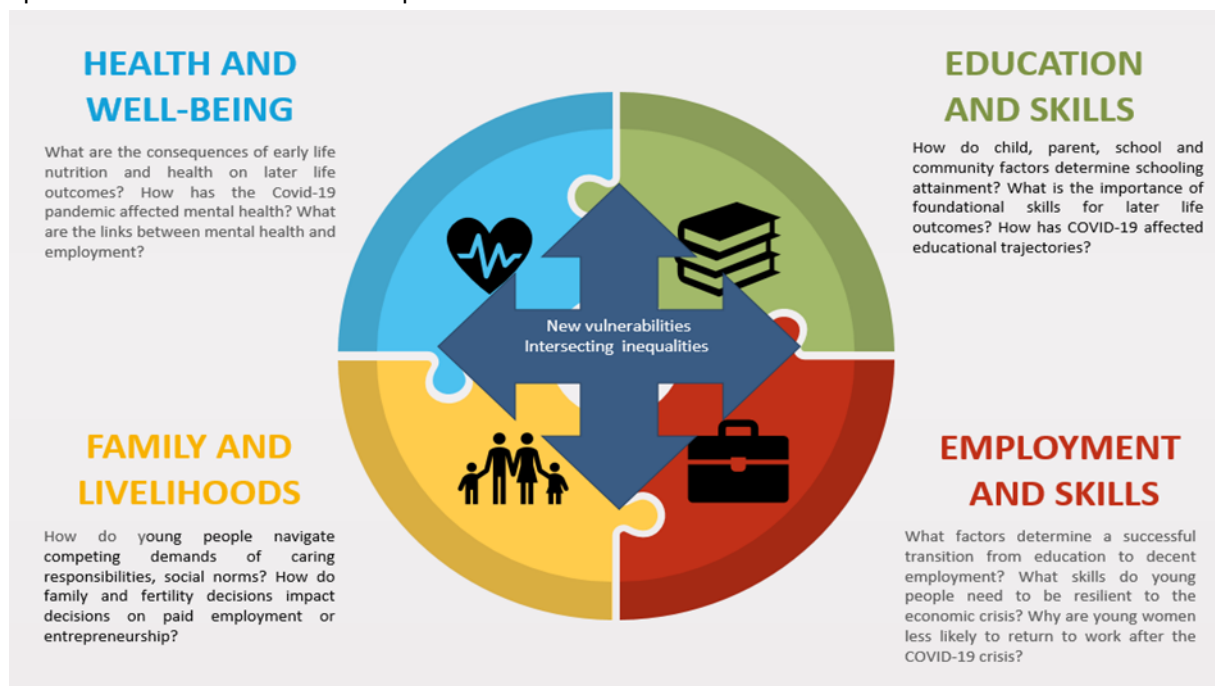 HEALTH AND
WELL-BEING
What are the consequences of early life
nutrition and health on later life
outcomes? How has the Covid-19
pandemic affected mental health? What
are the links between mental health and
employment?
EDUCATION
AND SKILLS
How do child, parent, school and
community factors determine schooling
attainment? What is the importance of
foundational skills for later life
outcomes? How has COVID-19 affected
educational trajectories?
New vulnerabilities
Intersecting inequalities
FAMILY AND
LIVELIHOODS
How do young people navigate
competing demands of caring
responsibilities, social norms? How do
family and fertility decisions impact
decisions on paid employment or
entrepreneurship?
EMPLOYMENT
AND SKILLS
What factors determine a successful
transition from education to decent
employment? What skills do young
people need to be resilient to the
economic crisis? Why are young women
less likely to return to work after the
COVID-19 crisis?